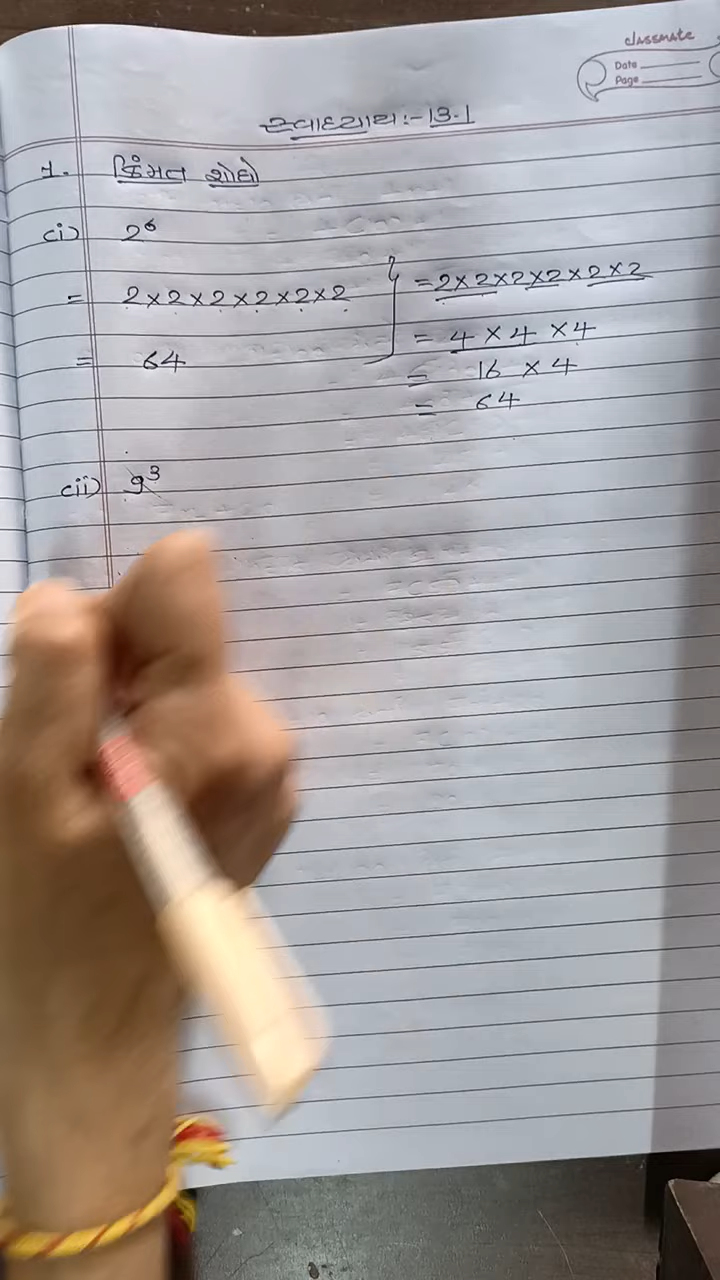 classmate
Date
Page
સ્વાધ્યાય:- 13.1
1. કિંમત શોધો
(i) 2⁶
= 2 × 2 × 2 × 2 × 2 × 2
= 64
= 2 × 2 × 2 × 2 × 2 × 2
= 4 × 4 × 4
= 16 × 4
= 64
(ii) 9³